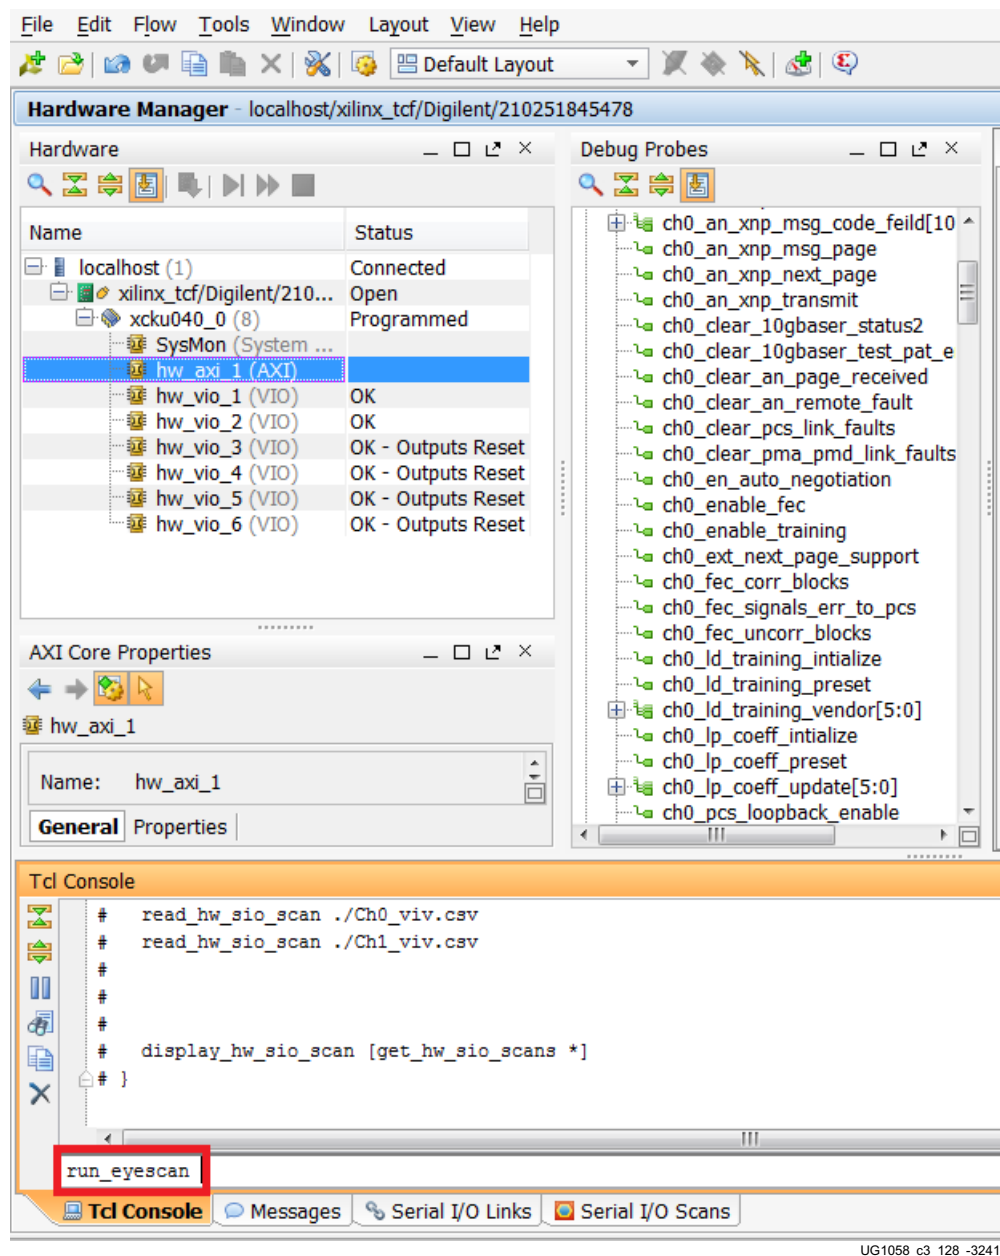 File Edit Flow Tools Window Layout View Help
Default Layout
Hardware Manager - localhost/xilinx_tcf/Digilent/210251845478
Hardware
Name Status
localhost (1) Connected
xilinx_tcf/Digilent/210... Open
xcku040_0 (8) Programmed
SysMon (System ...
hw_axi_1 (AXI)
hw_vio_1 (VIO) OK
hw_vio_2 (VIO) OK
hw_vio_3 (VIO) OK - Outputs Reset
hw_vio_4 (VIO) OK - Outputs Reset
hw_vio_5 (VIO) OK - Outputs Reset
hw_vio_6 (VIO) OK - Outputs Reset
Debug Probes
ch0_an_xnp_msg_code_feild[10
ch0_an_xnp_msg_page
ch0_an_xnp_next_page
ch0_an_xnp_transmit
ch0_clear_10gbaser_status2
ch0_clear_10gbaser_test_pat_e
ch0_clear_an_page_received
ch0_clear_an_remote_fault
ch0_clear_pcs_link_faults
ch0_clear_pma_pmd_link_faults
ch0_en_auto_negotiation
ch0_enable_fec
ch0_enable_training
ch0_ext_next_page_support
ch0_fec_corr_blocks
ch0_fec_signals_err_to_pcs
ch0_fec_uncorr_blocks
ch0_ld_training_intialize
ch0_ld_training_preset
ch0_ld_training_vendor[5:0]
ch0_lp_coeff_intialize
ch0_lp_coeff_preset
ch0_lp_coeff_update[5:0]
ch0_pcs_loopback_enable
AXI Core Properties
hw_axi_1
Name: hw_axi_1
General Properties
Tcl Console
# read_hw_sio_scan ./Ch0_viv.csv
# read_hw_sio_scan ./Ch1_viv.csv
#
#
#
# display_hw_sio_scan [get_hw_sio_scans *]
# }
run_eyescan
Tcl Console Messages Serial I/O Links Serial I/O Scans
UG1058_c3_128_-3241